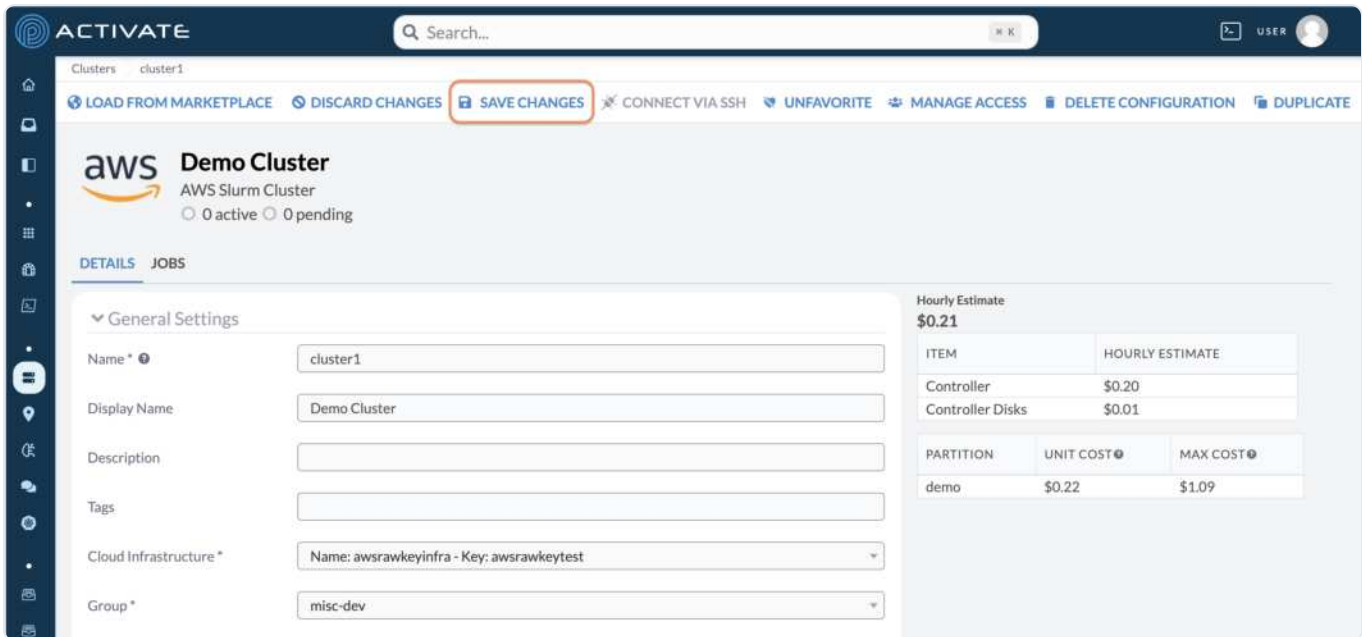 ACTIVATE
Search...
⌘ K
USER
Clusters cluster1
LOAD FROM MARKETPLACE DISCARD CHANGES SAVE CHANGES CONNECT VIA SSH UNFAVORITE MANAGE ACCESS DELETE CONFIGURATION DUPLICATE
aws
Demo Cluster
AWS Slurm Cluster
0 active 0 pending
DETAILS JOBS
General Settings
Name *
cluster1
Display Name
Demo Cluster
Description
Tags
Cloud Infrastructure *
Name: awsrawkeyinfra - Key: awsrawkeytest
Group *
misc-dev
Hourly Estimate
$0.21
ITEM HOURLY ESTIMATE
Controller $0.20
Controller Disks $0.01
PARTITION UNIT COST MAX COST
demo $0.22 $1.09